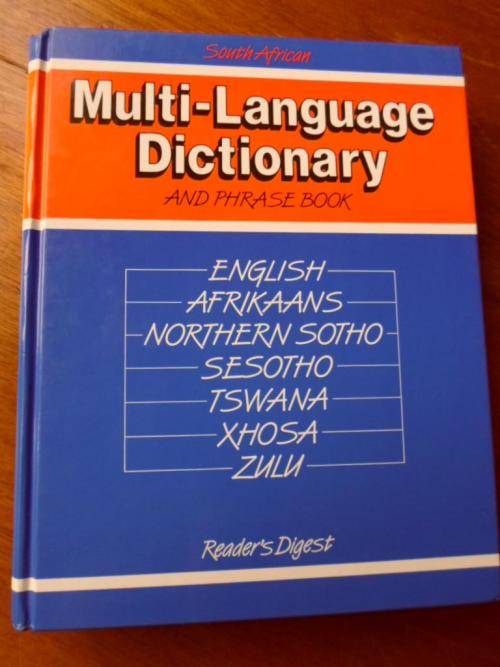 South African
Multi-Language
Dictionary
AND PHRASE BOOK
ENGLISH
AFRIKAANS
NORTHERN SOTHO
SESOTHO
TSWANA
XHOSA
ZULU
Reader's Digest